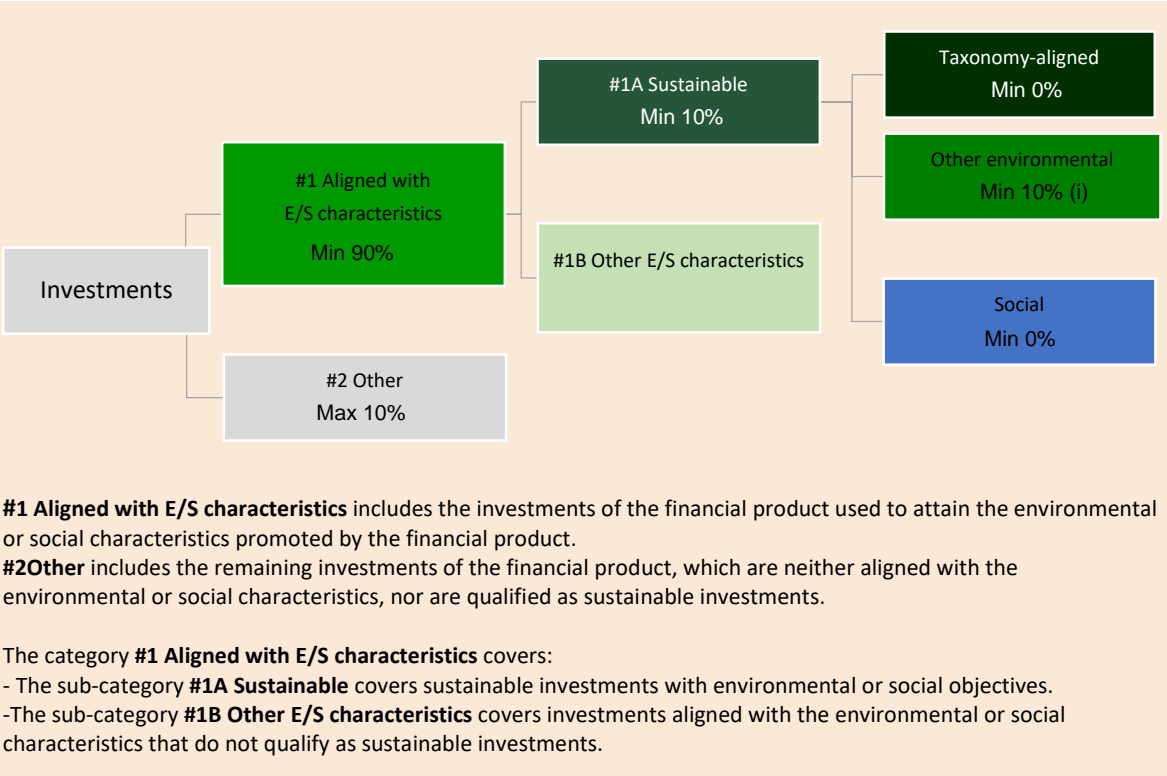 Investments
#1 Aligned with
E/S characteristics
Min 90%
#2 Other
Max 10%
#1A Sustainable
Min 10%
#1B Other E/S characteristics
Taxonomy-aligned
Min 0%
Other environmental
Min 10% (i)
Social
Min 0%
#1 Aligned with E/S characteristics includes the investments of the financial product used to attain the environmental
or social characteristics promoted by the financial product.
#2Other includes the remaining investments of the financial product, which are neither aligned with the
environmental or social characteristics, nor are qualified as sustainable investments.
The category #1 Aligned with E/S characteristics covers:
- The sub-category #1A Sustainable covers sustainable investments with environmental or social objectives.
-The sub-category #1B Other E/S characteristics covers investments aligned with the environmental or social
characteristics that do not qualify as sustainable investments.